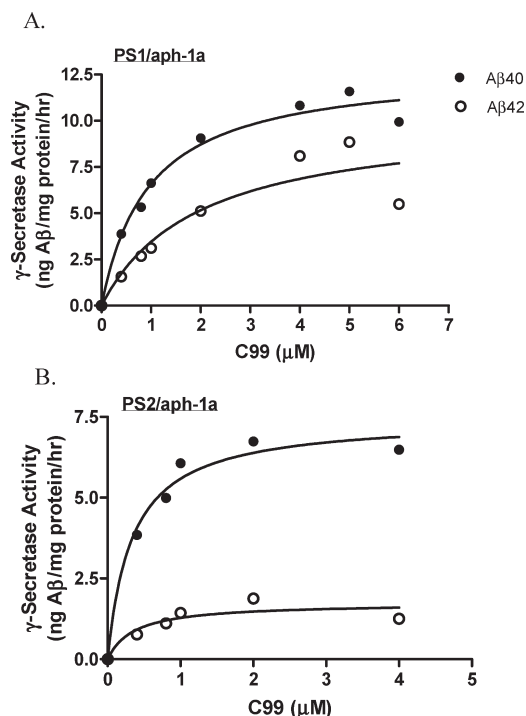 A.
PS1/aph-1a
Aβ40
Aβ42
γ-Secretase Activity
(ng Aβ/mg protein/hr)
12.5
10.0
7.5
5.0
2.5
0.0
0 1 2 3 4 5 6 7
C99 (μM)
B.
PS2/aph-1a
γ-Secretase Activity
(ng Aβ/mg protein/hr)
7.5
5.0
2.5
0.0
0 1 2 3 4 5
C99 (μM)